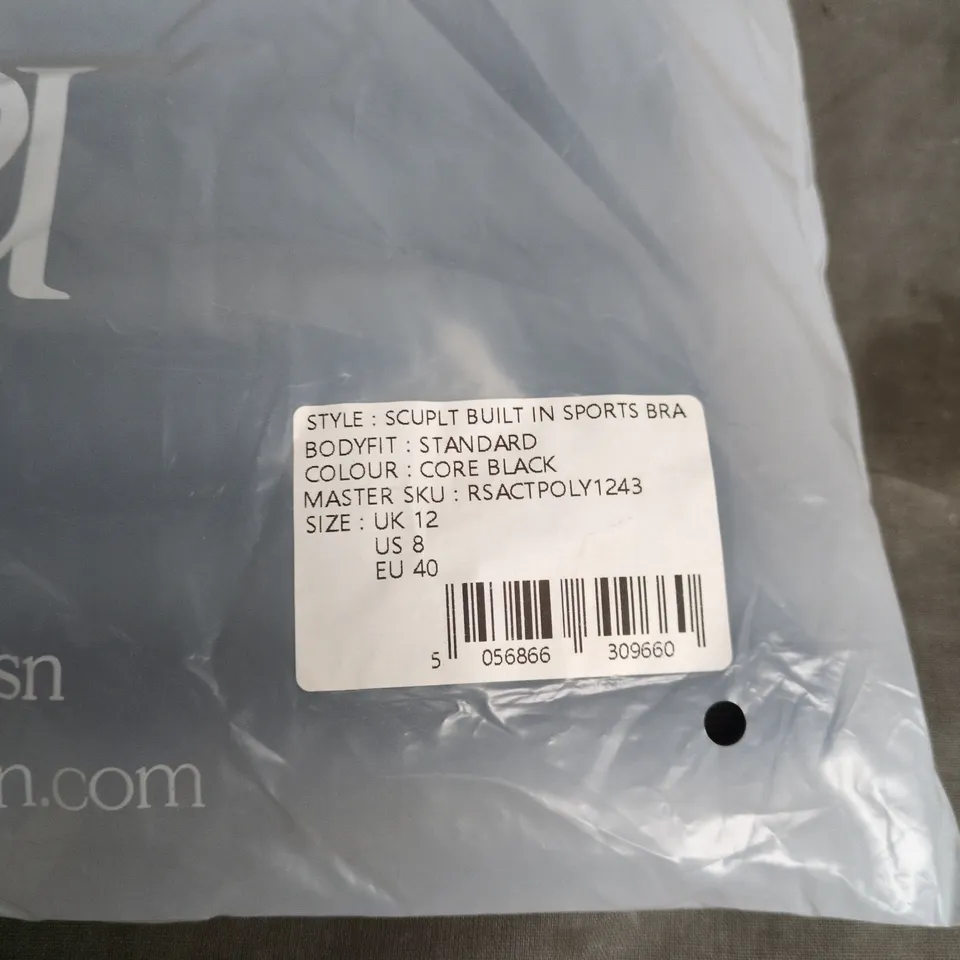 STYLE : SCUPLT BUILT IN SPORTS BRA
BODYFIT : STANDARD
COLOUR : CORE BLACK
MASTER SKU : RSACTPOLY1243
SIZE : UK 12
US 8
EU 40
5 056866 309660
sn
n.com